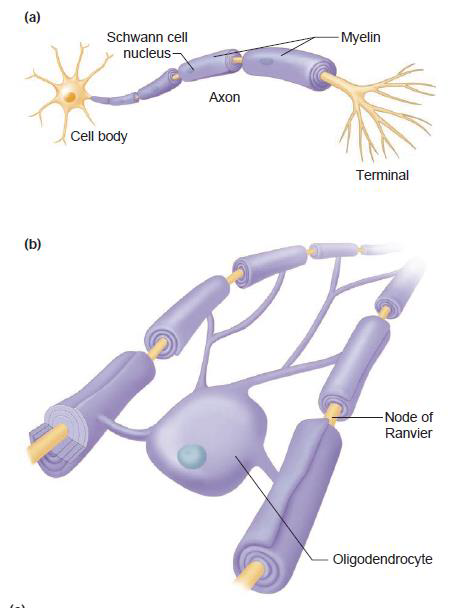 (a)
Schwann cell
nucleus
Myelin
Axon
Cell body
Terminal
(b)
Node of
Ranvier
Oligodendrocyte